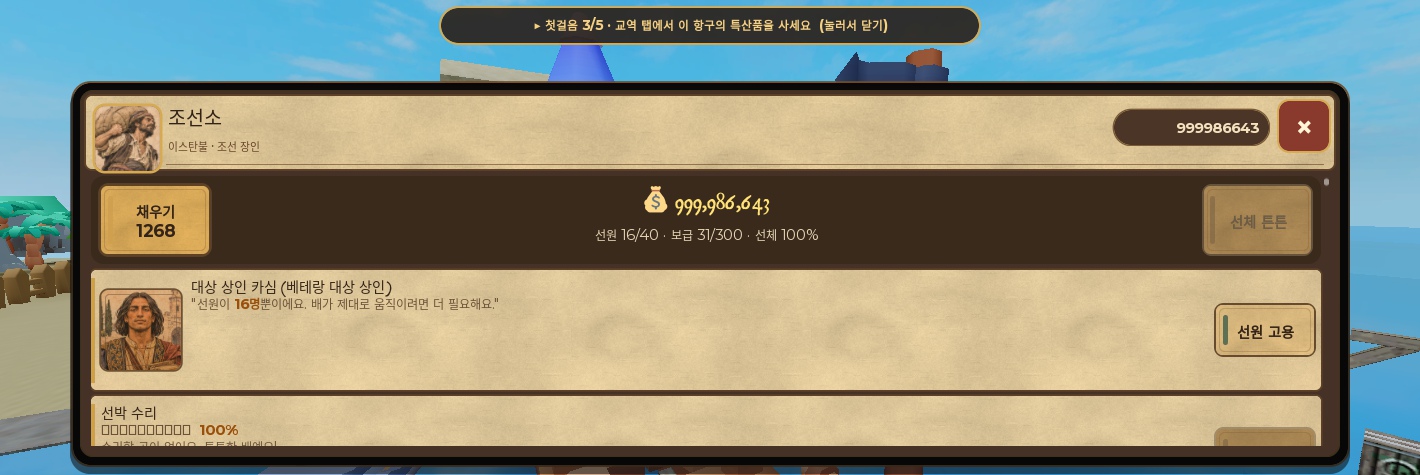 ▸ 첫걸음 3/5 · 교역 탭에서 이 항구의 특산품을 사세요 (눌러서 닫기)
조선소
이스탄불 · 조선 장인
999986643
×
채우기
1268
999,986,643
선원 16/40 · 보급 31/300 · 선체 100%
선체 튼튼
대상 상인 카심 (베테랑 대상 상인)
"선원이 16명뿐이에요. 배가 제대로 움직이려면 더 필요해요."
선원 고용
선박 수리
□□□□□□□□□□ 100%